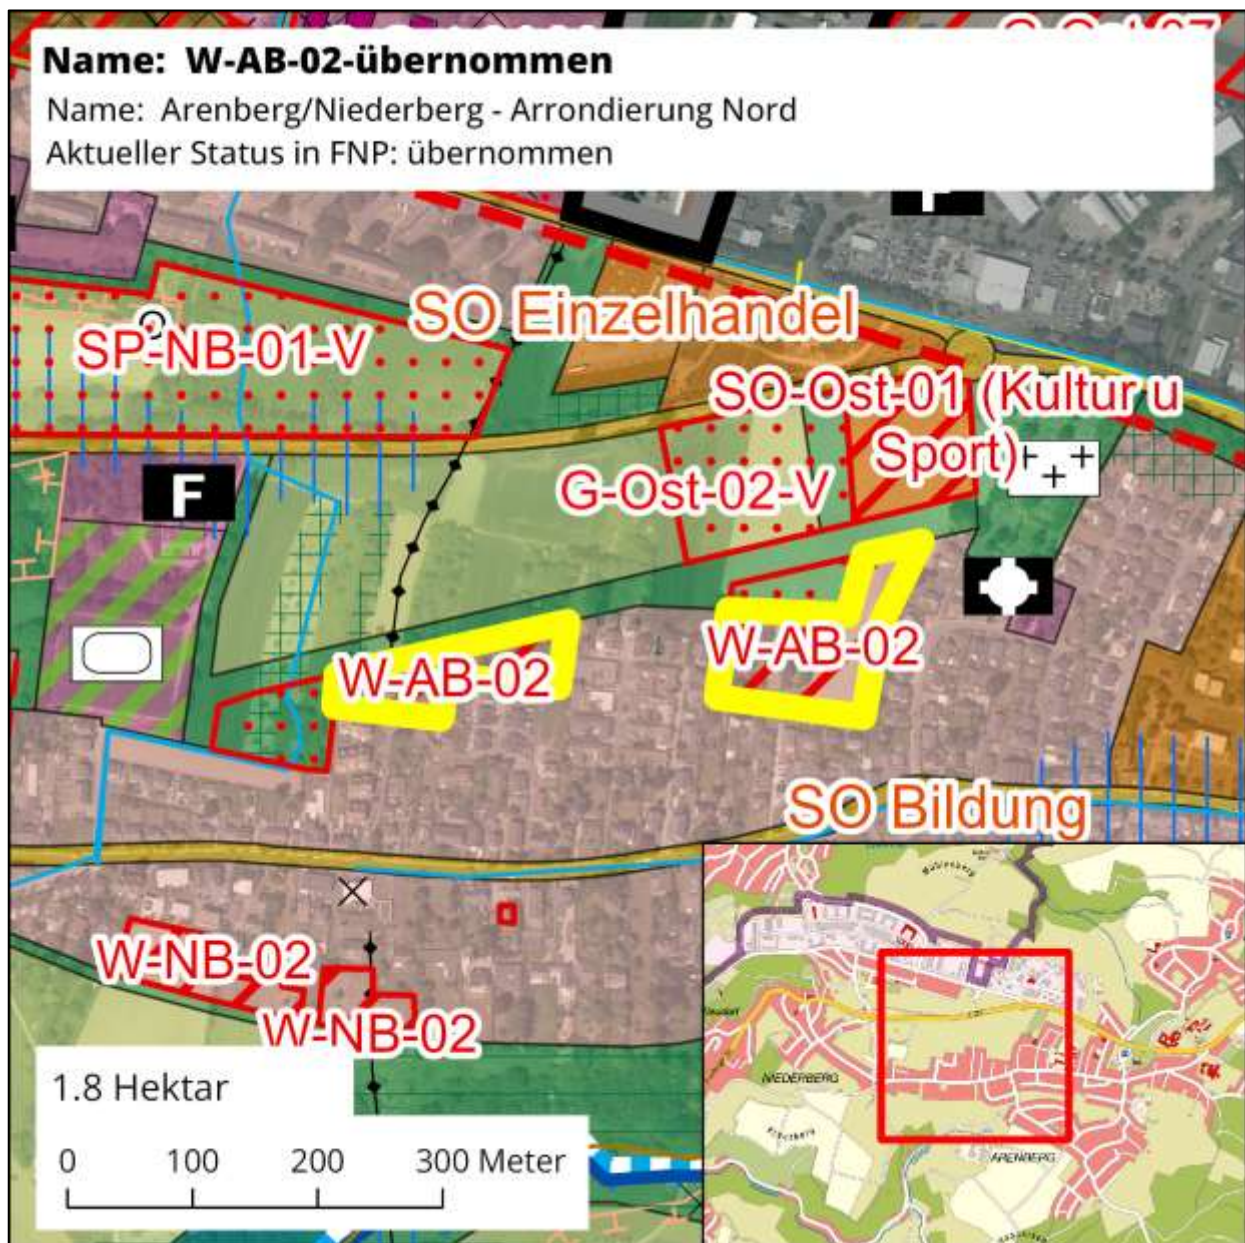 Name: W-AB-02-übernommen
Name: Arenberg/Niederberg - Arrondierung Nord
Aktueller Status in FNP: übernommen
SO Einzelhandel
SP-NB-01-V
SO-Ost-01 (Kultur u
Sport)
G-Ost-02-V
F
W-AB-02
W-AB-02
SO Bildung
W-NB-02
W-NB-02
1.8 Hektar
0 100 200 300 Meter
NIEDERBERG
ARENBERG